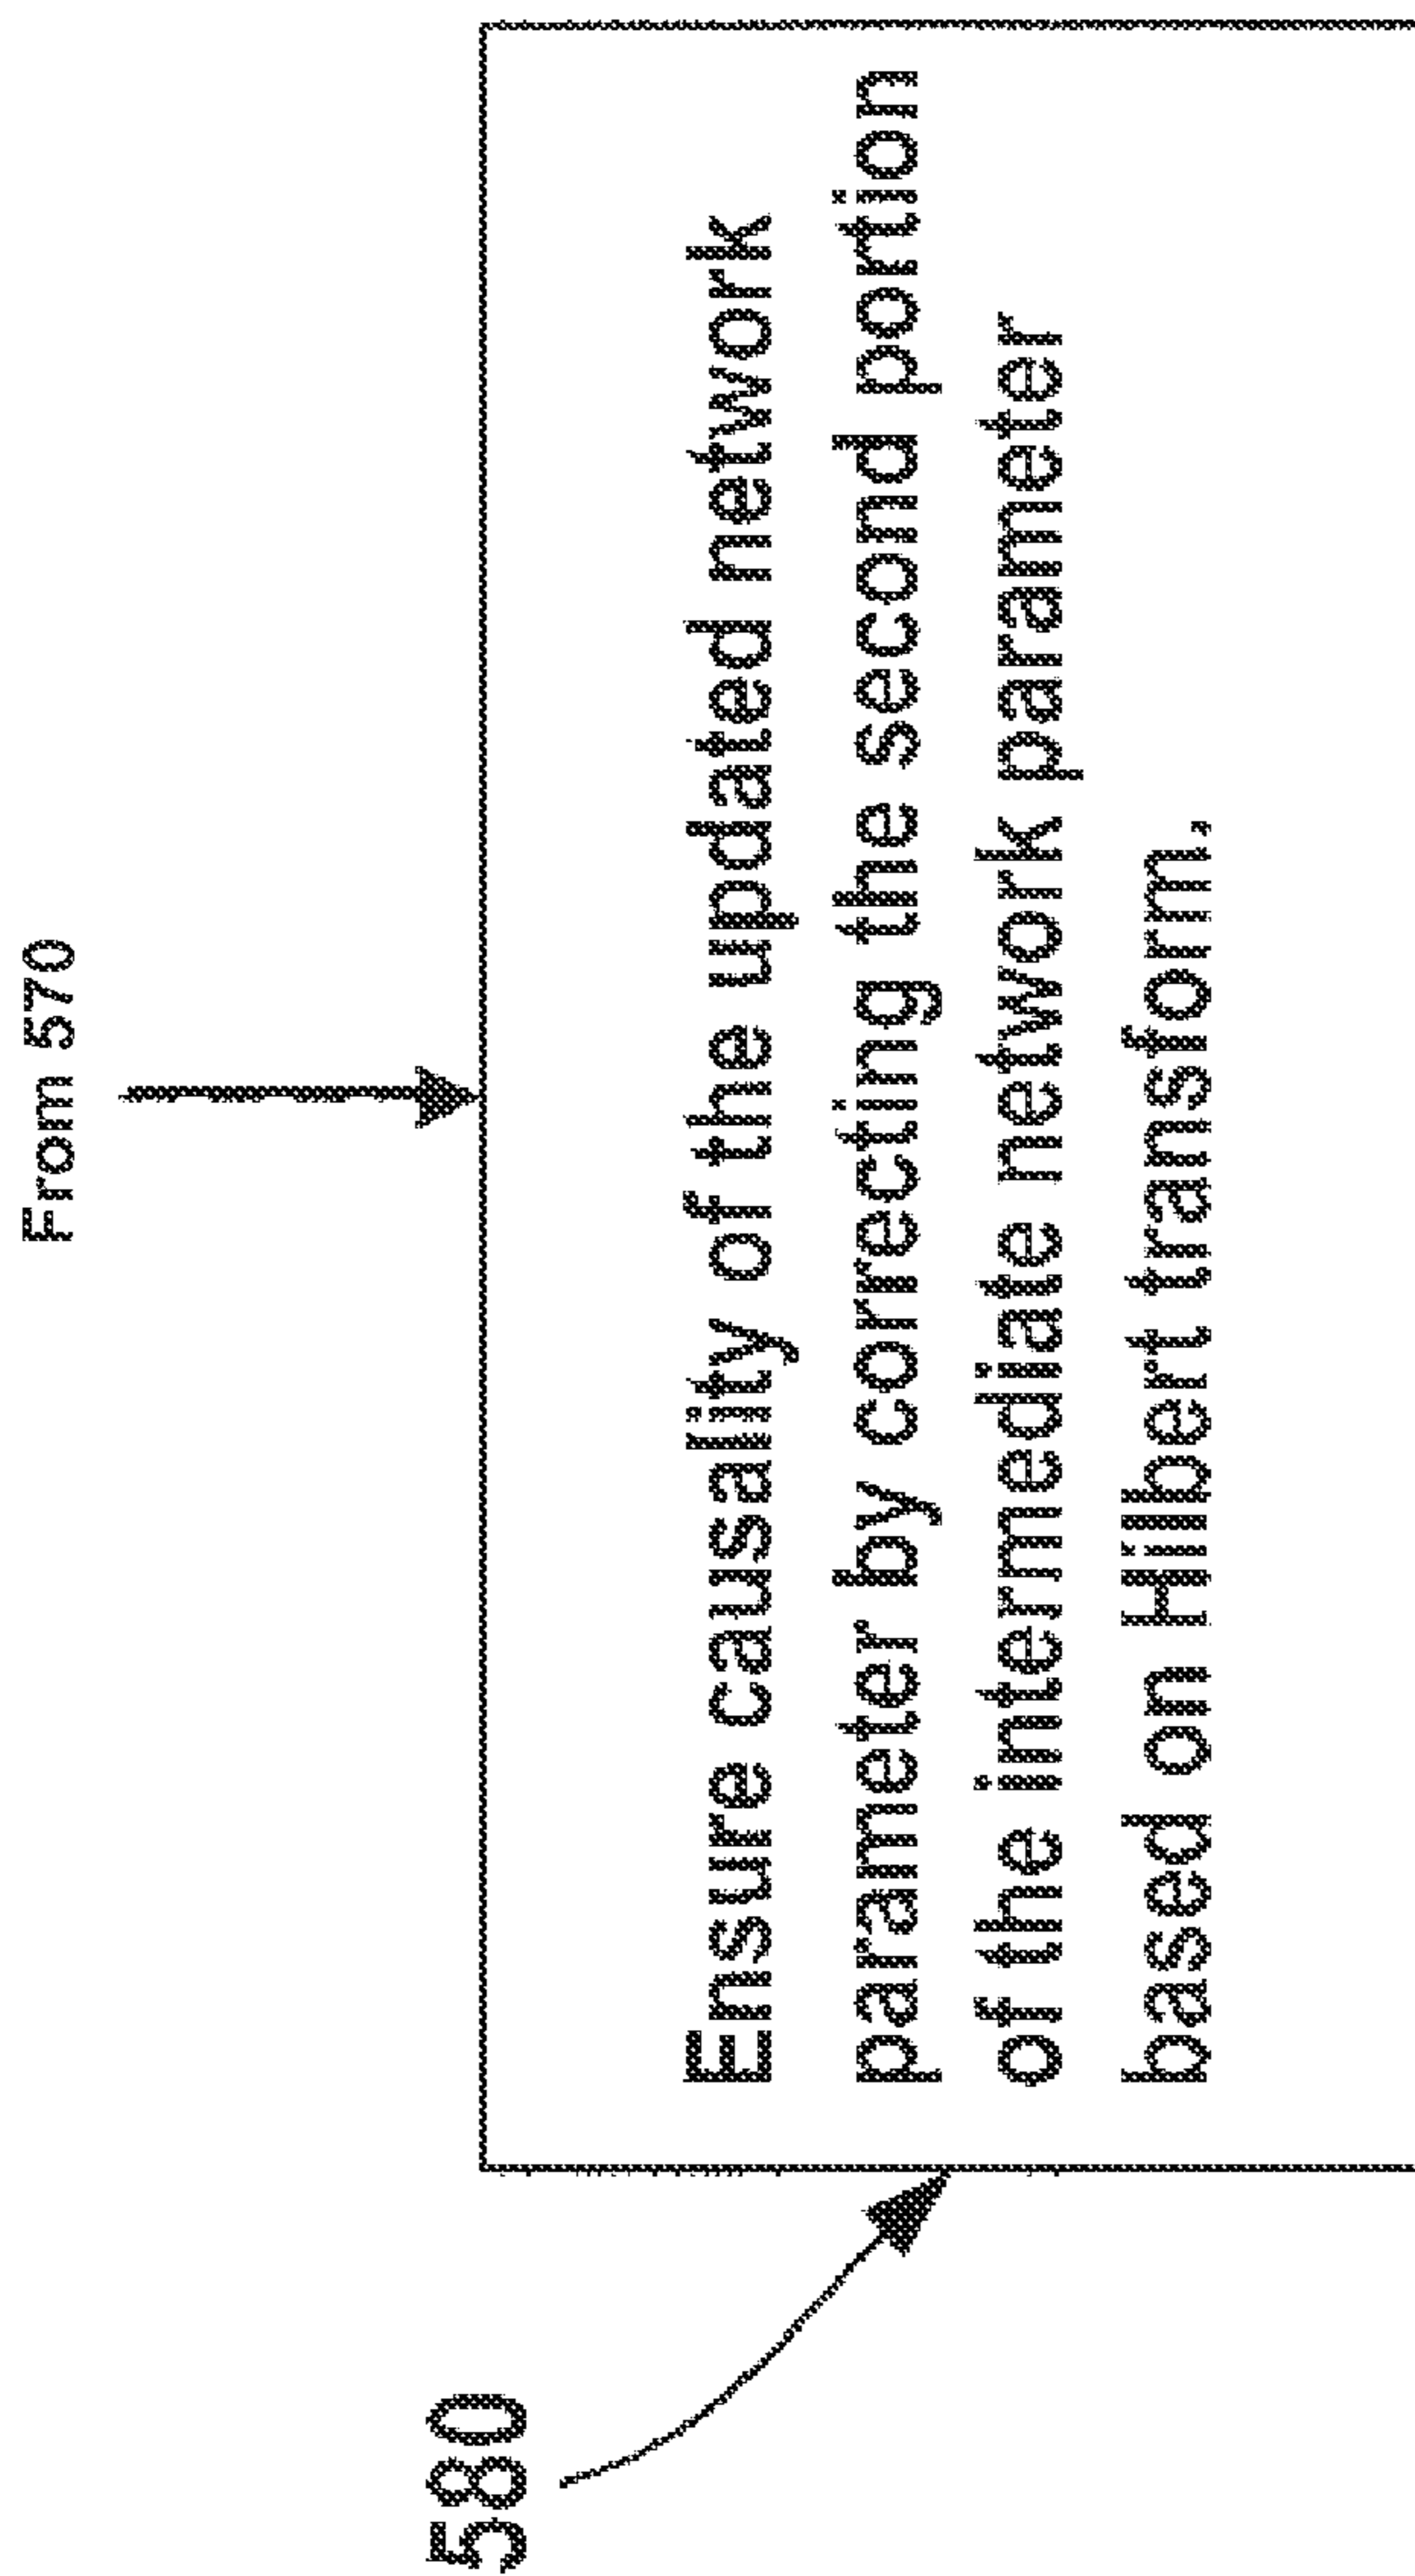 From 570
Ensure causality of the updated network
parameter by correcting the second portion
of the intermediate network parameter
based on Hilbert transform.
580